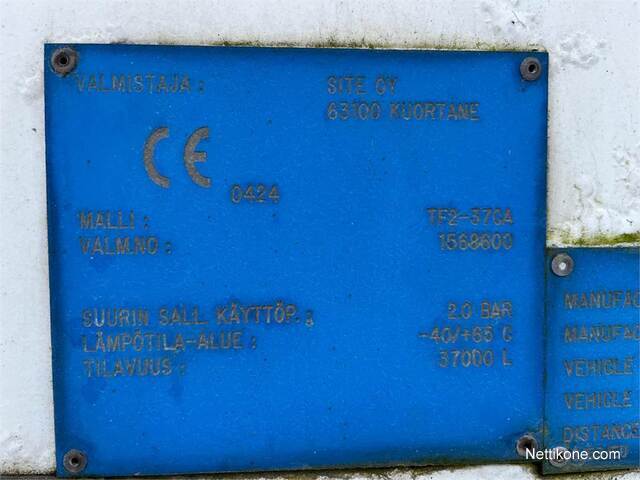 VALMISTAJA : SITE OY
63100 KUORTANE
CE
0424
MALLI : TF2-37CA
VALM.NO : 1568600
SUURIN SALL. KÄYTTÖP. : 2.0 BAR
LÄMPÖTILA-ALUE : -40/+65 C
TILAVUUS : 37000 L
MANUFAC
MANUFAC
VEHICLE
VEHICLE
DISTANCE
Nettikone.com